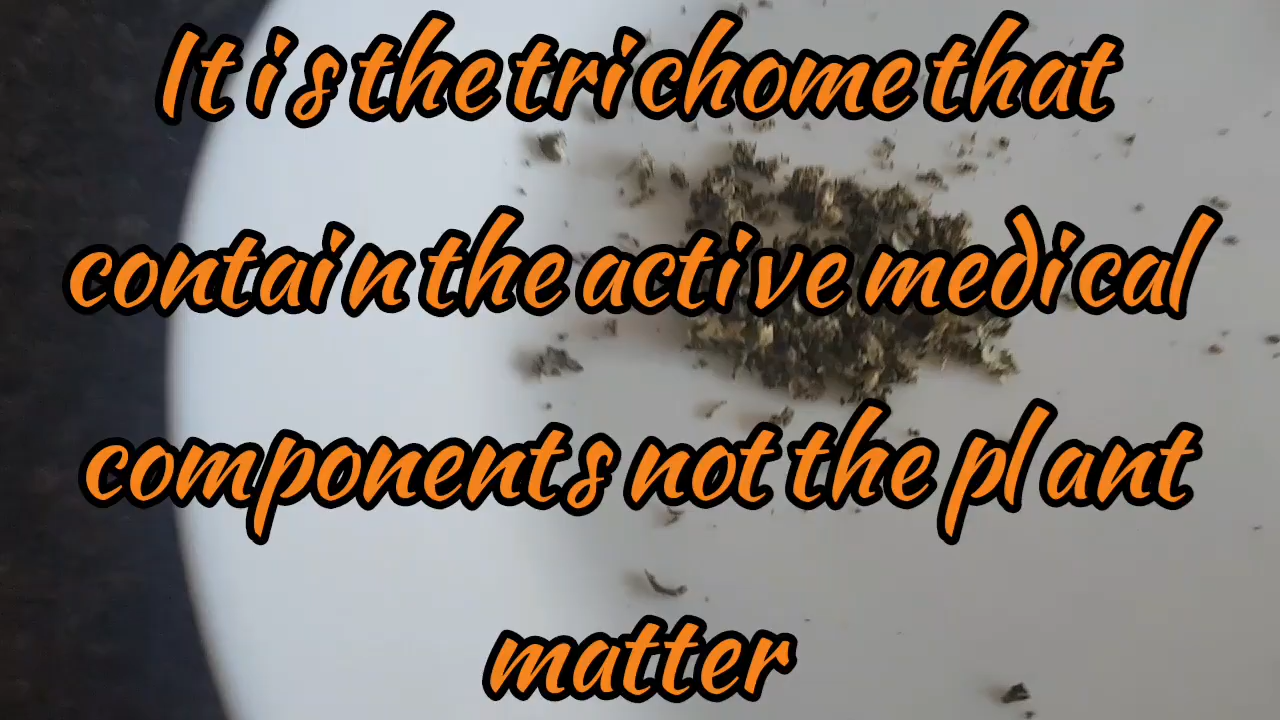 It is the trichome that
contain the active medical
components not the plant
matter